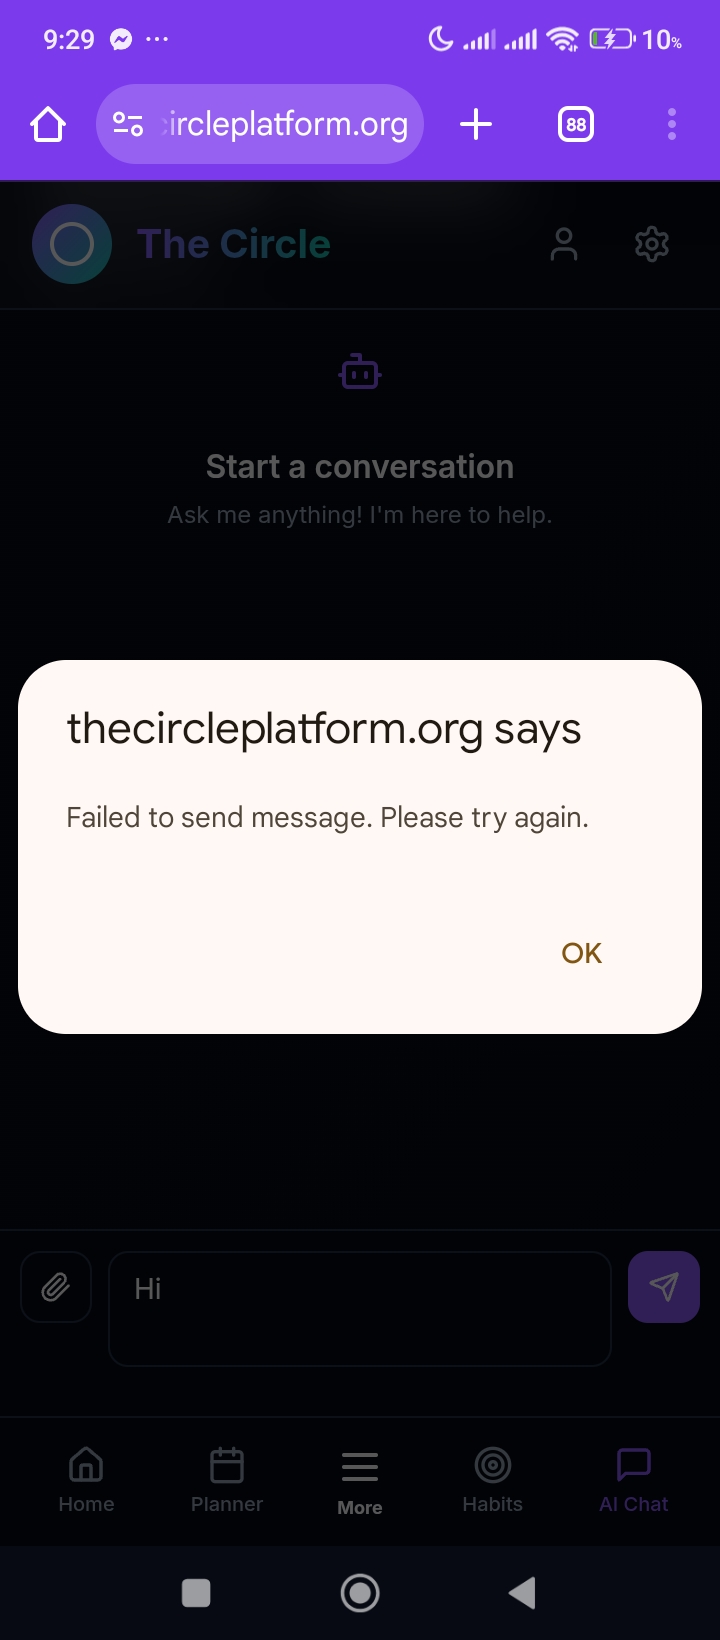 9:29 10%
ircleplatform.org 88
The Circle
Start a conversation
Ask me anything! I'm here to help.
thecircleplatform.org says
Failed to send message. Please try again.
OK
Hi
Home Planner More Habits AI Chat